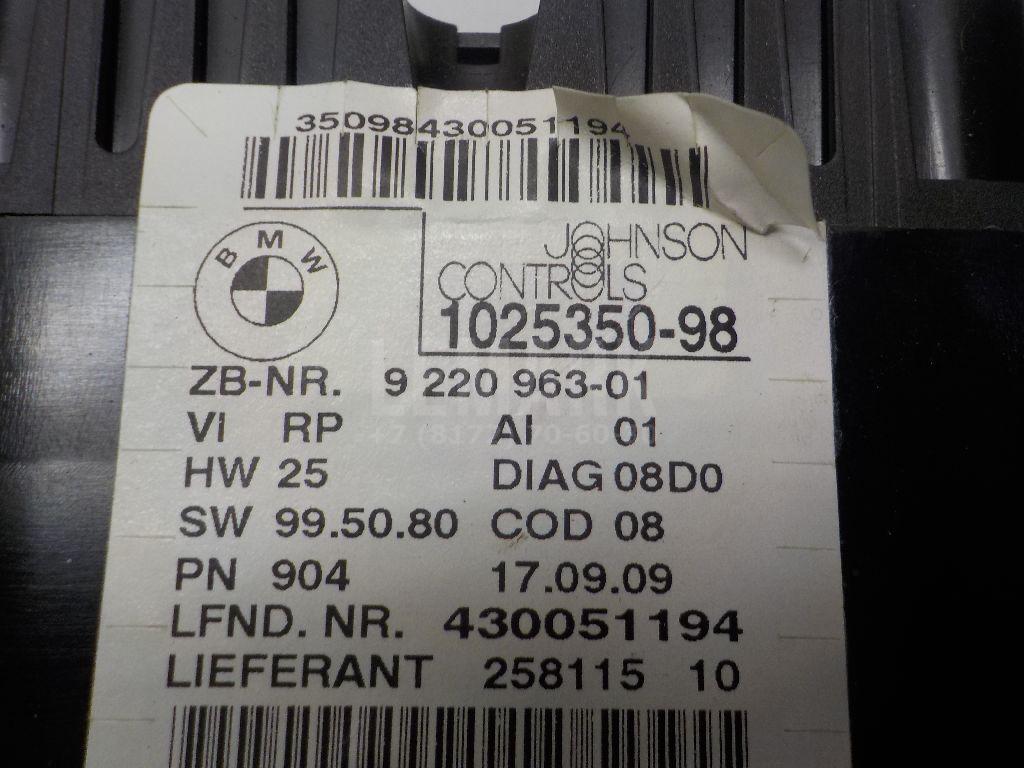 35098430051194
BMW
JOHNSON
CONTROLS
1025350-98
ZB-NR. 9 220 963-01
VI RP AI 01
HW 25 DIAG 08D0
SW 99.50.80 COD 08
PN 904 17.09.09
LFND. NR. 430051194
LIEFERANT 258115 10